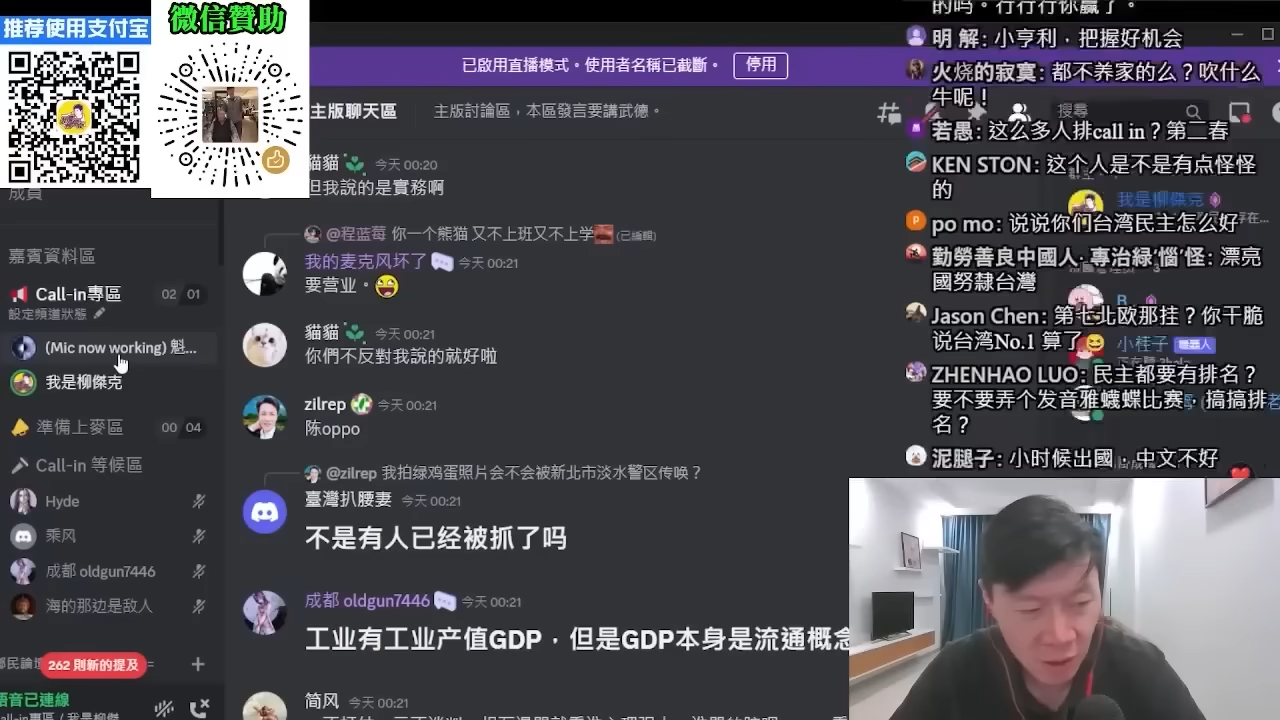 推荐使用支付宝
微信贊助
已啟用直播模式。使用者名稱已截斷。
停用
主版聊天區
主版討論區，本區發言要講武德。
搜尋
成員
嘉賓資料區
Call-in專區
02 01
設定頻道狀態
(Mic now working) 魁...
我是柳傑克
準備上麥區
00 04
Call-in 等候區
Hyde
乘风
成都 oldgun7446
海的那边是敌人
262 則新的提及
語音已連線
貓貓 今天 00:20
但我說的是實務啊
@程蓝莓 你一个熊猫 又不上班又不上学 (已編輯)
我的麦克风坏了 今天 00:21
要营业。
貓貓 今天 00:21
你們不反對我說的就好啦
zilrep 今天 00:21
陈oppo
@zilrep 我拍绿鸡蛋照片会不会被新北市淡水警区传唤？
臺灣扒腰妻 今天 00:21
不是有人已经被抓了吗
成都 oldgun7446 今天 00:21
工业有工业产值GDP，但是GDP本身是流通概念
简风 今天 00:21
的吗。行行行你赢了。
明 解: 小亨利，把握好机会
火烧的寂寞: 都不养家的么？吹什么
牛呢！
若愚: 这么多人排call in？第二春
KEN STON: 这个人是不是有点怪怪
的
我是柳傑克
po mo: 说说你们台湾民主怎么好
勤勞善良中國人·專治緑‘惱‘怪: 漂亮
國努隸台灣
Jason Chen: 第七北欧那挂？你干脆
说台湾No.1 算了
小桂子 機器人
ZHENHAO LUO: 民主都要有排名？
要不要弄个发音雅蠛蝶比赛，搞搞排
名？
泥腿子: 小时候出國，中文不好